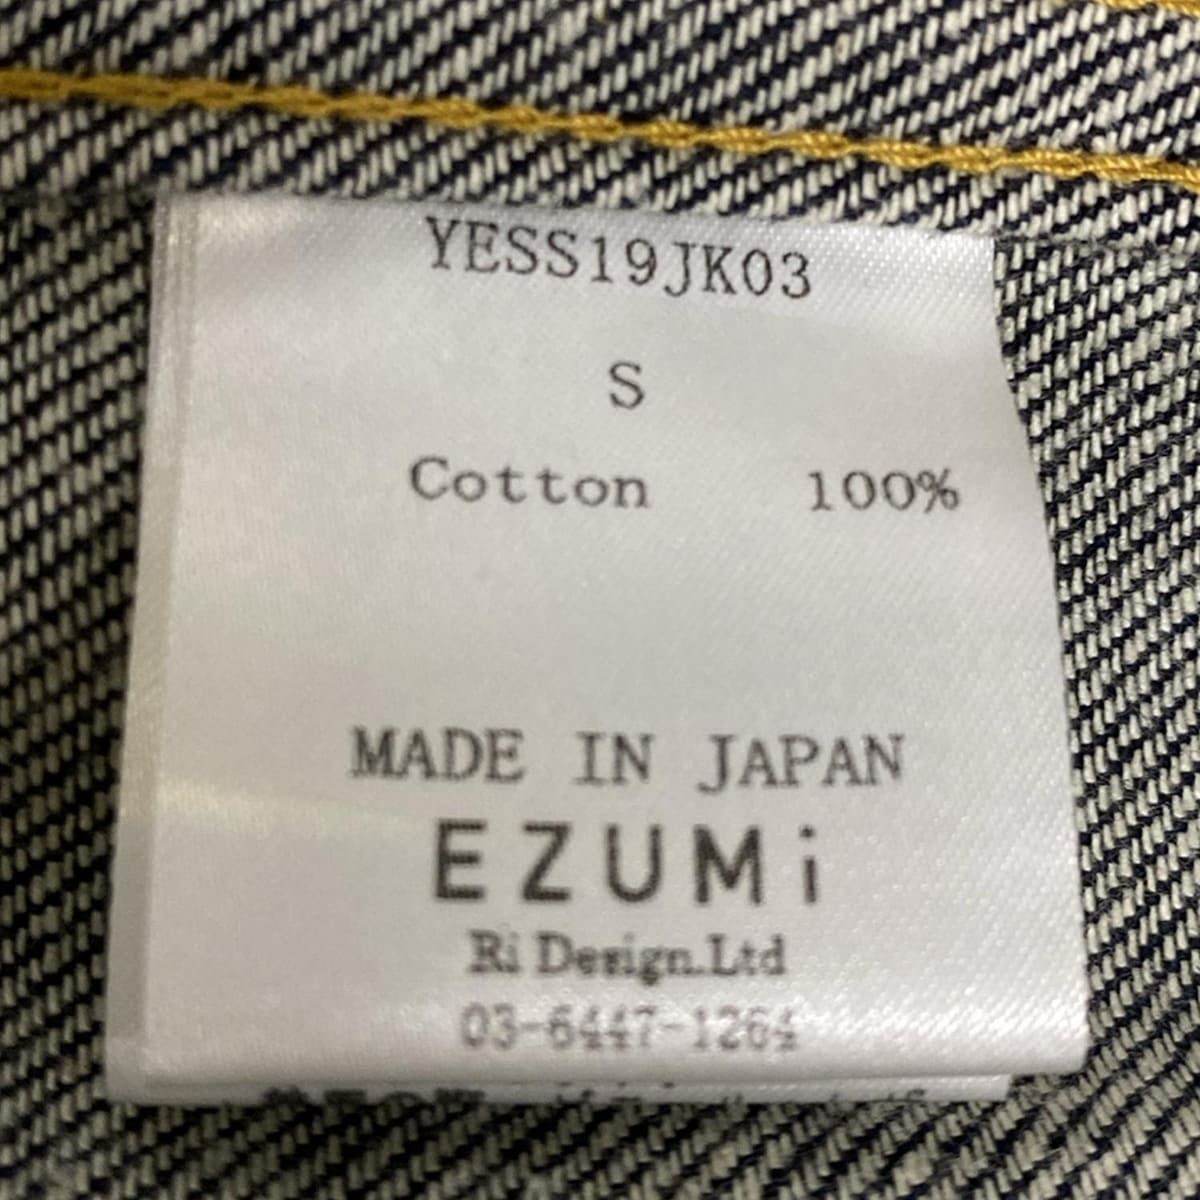 YESS19JK03
S
Cotton 100%
MADE IN JAPAN
EZUMi
Ri Design.Ltd
03-6447-1264